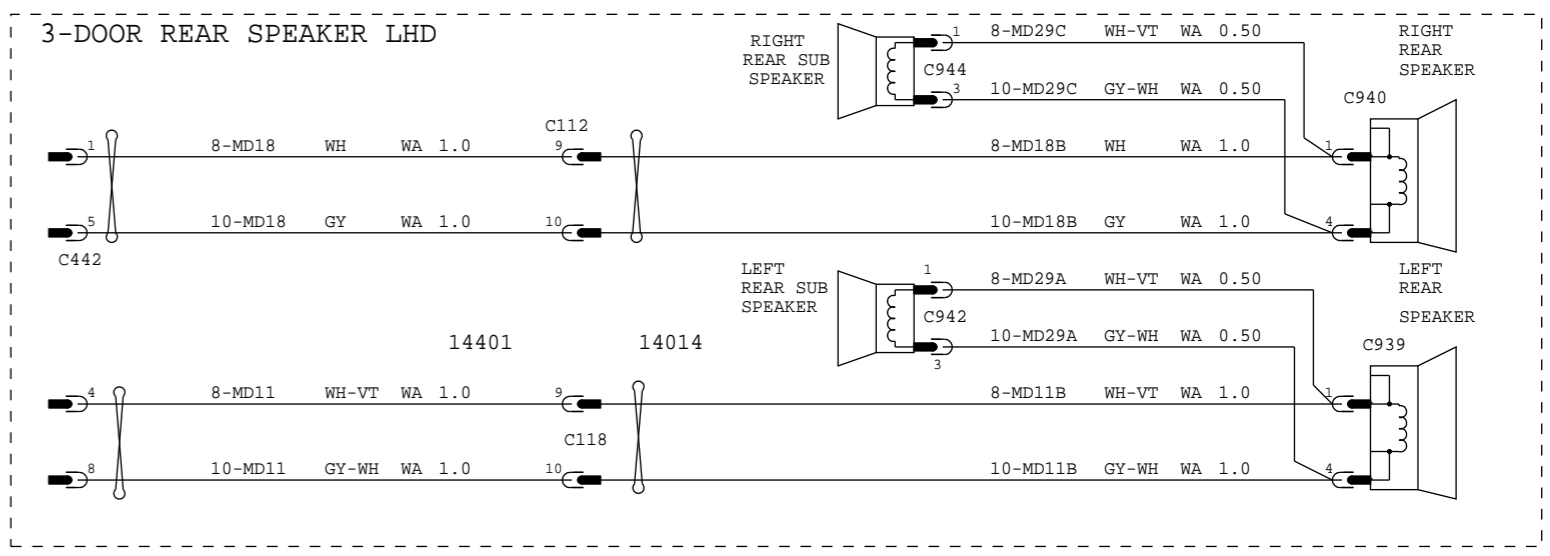 3-DOOR REAR SPEAKER LHD
RIGHT
REAR SUB
SPEAKER
1
C944
3
8-MD29C WH-VT WA 0.50
10-MD29C GY-WH WA 0.50
RIGHT
REAR
SPEAKER
C940
1 8-MD18 WH WA 1.0 9 C112 8-MD18B WH WA 1.0 1
5 10-MD18 GY WA 1.0 10 10-MD18B GY WA 1.0 4
C442
LEFT
REAR SUB
SPEAKER
1
C942
3
8-MD29A WH-VT WA 0.50
10-MD29A GY-WH WA 0.50
LEFT
REAR
SPEAKER
C939
14401 14014
4 8-MD11 WH-VT WA 1.0 9 8-MD11B WH-VT WA 1.0 1
C118
8 10-MD11 GY-WH WA 1.0 10 10-MD11B GY-WH WA 1.0 4